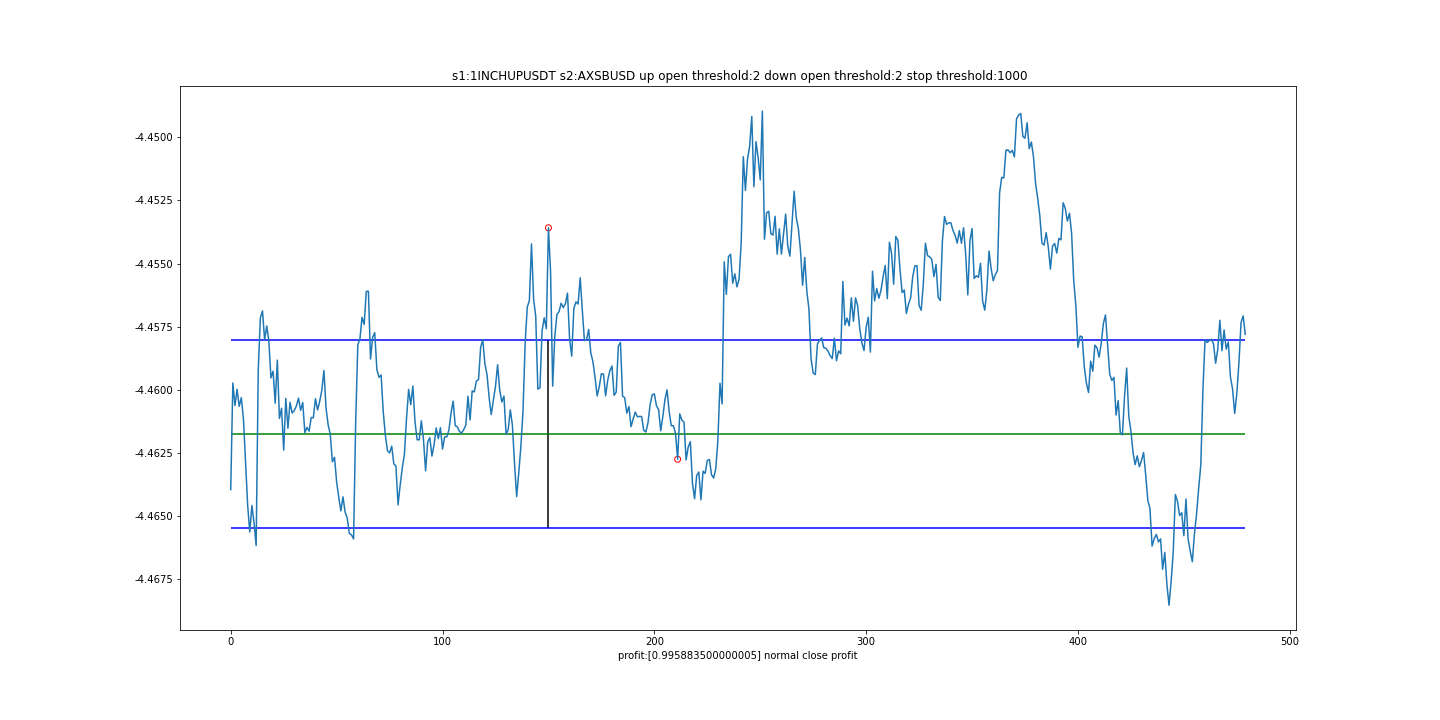 s1:1INCHUPUSDT s2:AXSBUSD up open threshold:2 down open threshold:2 stop threshold:1000
-4.4500
-4.4525
-4.4550
-4.4575
-4.4600
-4.4625
-4.4650
-4.4675
0 100 200 300 400 500
profit:[0.995883500000005] normal close profit